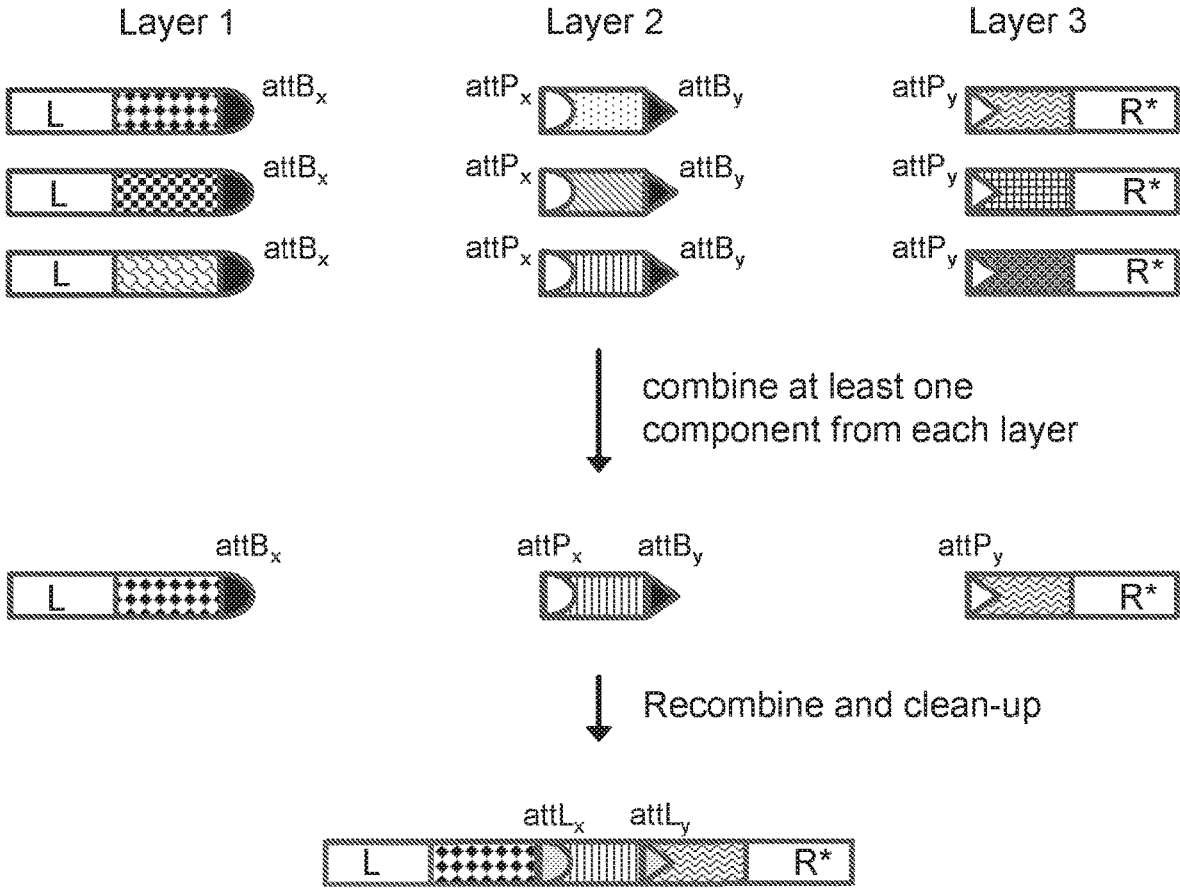 Layer 1 Layer 2 Layer 3
L attBx attPx attBy attPy R*
L attBx attPx attBy attPy R*
L attBx attPx attBy attPy R*
combine at least one
component from each layer
attBx attPx attBy attPy
L R*
Recombine and clean-up
attLx attLy
L R*